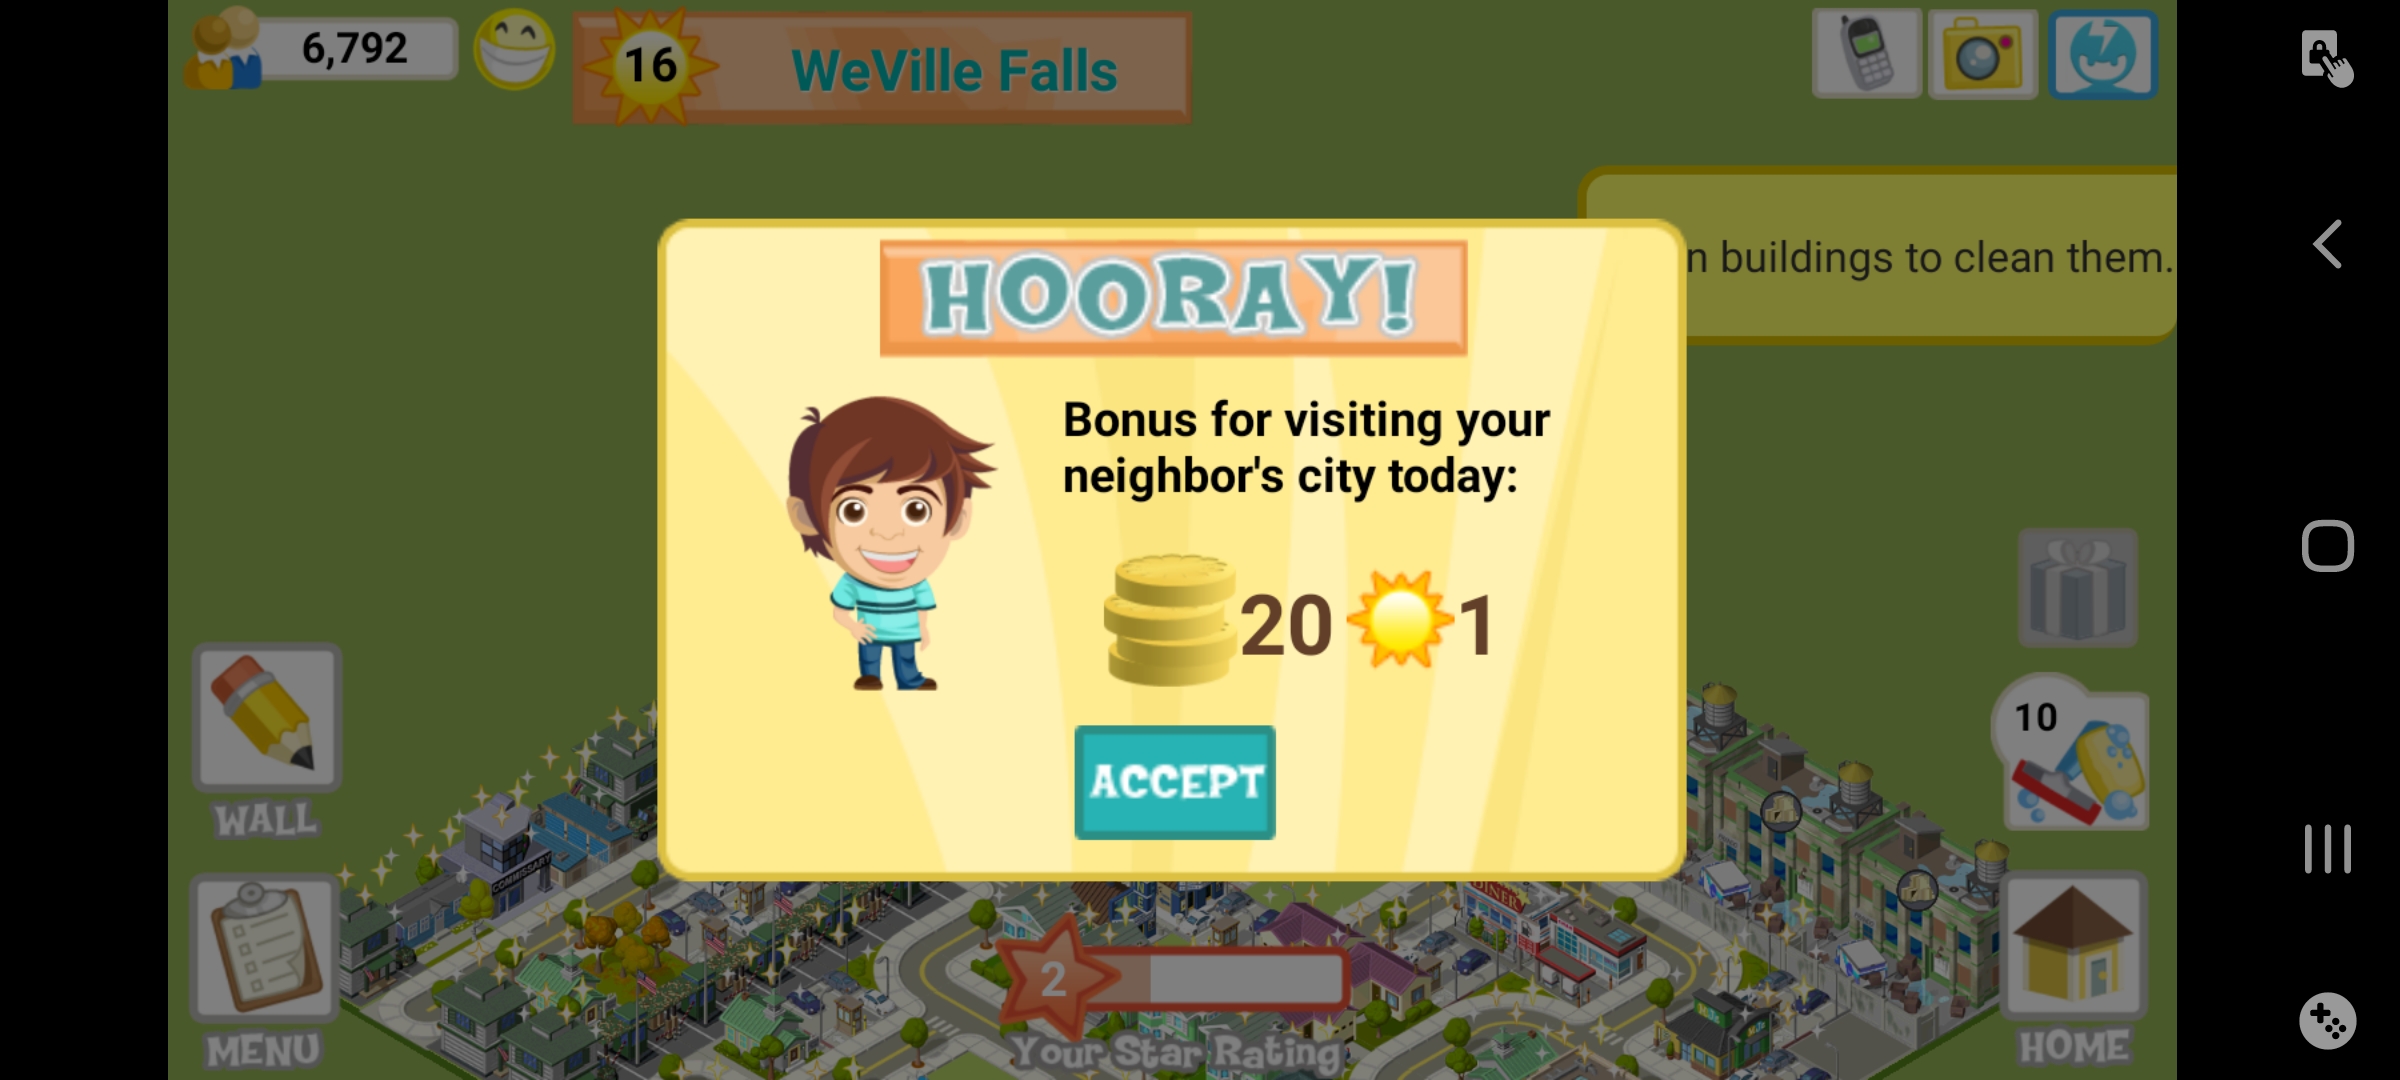 6,792
16
WeVille Falls
n buildings to clean them.
HOORAY!
Bonus for visiting your
neighbor's city today:
20
1
ACCEPT
10
WALL
COMMISSARY
DINER
2
MENU
Your Star Rating
HOME